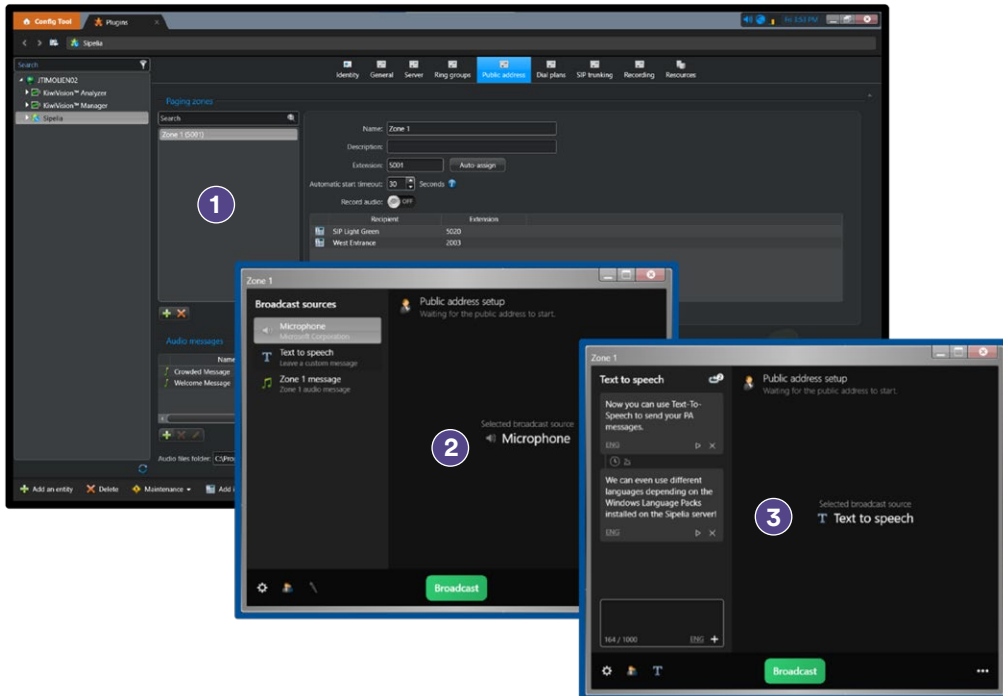 Config Tool
Plugins
Fri 3:53 PM
Sipelia
Search
JTIMOLIEN02
KiwiVision™ Analyzer
KiwiVision™ Manager
Sipelia
Identity
General
Server
Ring groups
Public address
Dial plans
SIP trunking
Recording
Resources
Paging zones
Search
Zone 1 (5001)
1
Name: Zone 1
Description:
Extension: 5001 Auto assign
Automatic start timeout: 30 Seconds
Record audio: OFF
Recipient Extension
SIP Light Green 5020
West Entrance 2003
Audio messages
Name
Crowded Message
Welcome Message
Audio files folder:
Add an entity
Delete
Maintenance
Zone 1
Broadcast sources
Microphone
Microsoft Corporation
Text to speech
Leave a custom message
Zone 1 message
Zone 1 audio message
Public address setup
Waiting for the public address to start.
Selected broadcast source
2
Microphone
Broadcast
Zone 1
Text to speech
Now you can use Text-To-
Speech to send your PA
messages.
ENG
2s
We can even use different
languages depending on the
Windows Language Packs
installed on the Sipelia server!
ENG
164 / 1000 ENG
Public address setup
Waiting for the public address to start.
Selected broadcast source
3
Text to speech
Broadcast